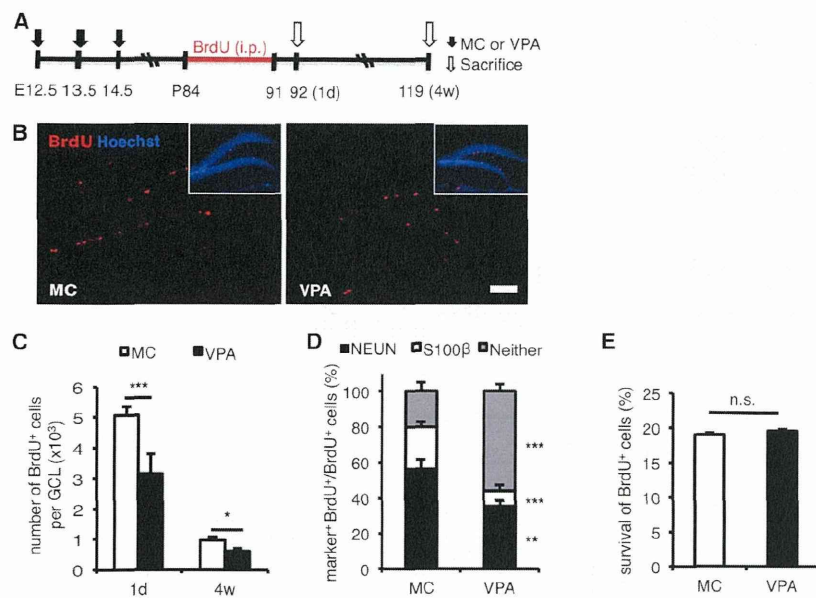 A
BrdU (i.p.)
MC or VPA
Sacrifice
E12.5 13.5 14.5 P84 91 92 (1d) 119 (4w)
B
BrdU Hoechst
MC
VPA
C
MC VPA
number of BrdU⁺ cells
per GCL (x10³)
6
5
4
3
2
1
0
***
*
1d 4w
D
NEUN S100β Neither
marker⁺ BrdU⁺/BrdU⁺ cells (%)
100
80
60
40
20
0
***
***
**
MC VPA
E
survival of BrdU⁺ cells (%)
25
20
15
10
5
0
n.s.
MC VPA